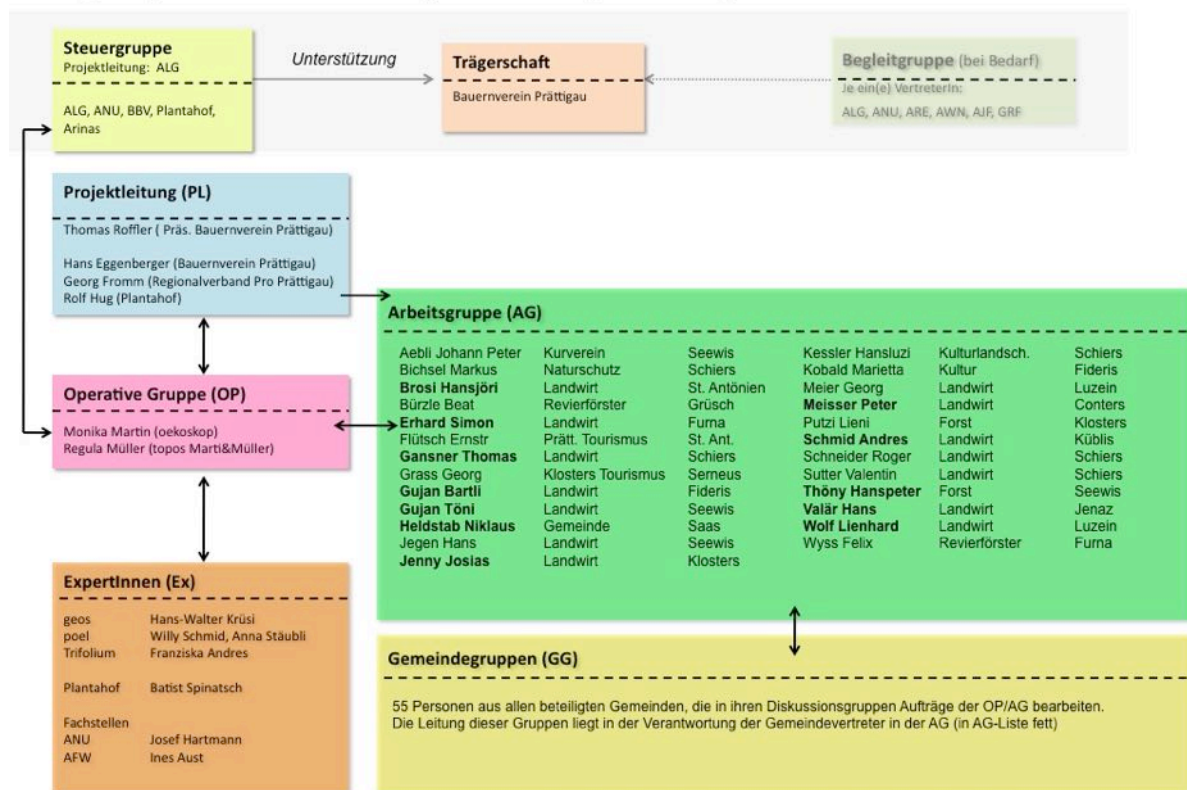 Steuergruppe
Projektleitung: ALG
ALG, ANU, BBV, Plantahof,
Arinas
Unterstützung
Trägerschaft
Bauernverein Prättigau
Begleitgruppe (bei Bedarf)
Je ein(e) VertreterIn:
ALG, ANU, ARE, AWN, AJF, GRF
Projektleitung (PL)
Thomas Roffler ( Präs. Bauernverein Prättigau)
Hans Eggenberger (Bauernverein Prättigau)
Georg Fromm (Regionalverband Pro Prättigau)
Rolf Hug (Plantahof)
Operative Gruppe (OP)
Monika Martin (oekoskop)
Regula Müller (topos Marti&Müller)
ExpertInnen (Ex)
geos Hans-Walter Krüsi
poel Willy Schmid, Anna Stäubli
Trifolium Franziska Andres
Plantahof Batist Spinatsch
Fachstellen
ANU Josef Hartmann
AFW Ines Aust
Arbeitsgruppe (AG)
Aebli Johann Peter Kurverein Seewis Kessler Hansluzi Kulturlandsch. Schiers
Bichsel Markus Naturschutz Schiers Kobald Marietta Kultur Fideris
Brosi Hansjöri Landwirt St. Antönien Meier Georg Landwirt Luzein
Bürzle Beat Revierförster Grüsch Meisser Peter Landwirt Conters
Erhard Simon Landwirt Furna Putzi Lieni Forst Klosters
Flütsch Ernstr Prätt. Tourismus St. Ant. Schmid Andres Landwirt Küblis
Gansner Thomas Landwirt Schiers Schneider Roger Landwirt Schiers
Grass Georg Klosters Tourismus Serneus Sutter Valentin Landwirt Schiers
Gujan Bartli Landwirt Fideris Thöny Hanspeter Forst Seewis
Gujan Töni Landwirt Seewis Valär Hans Landwirt Jenaz
Heldstab Niklaus Gemeinde Saas Wolf Lienhard Landwirt Luzein
Jegen Hans Landwirt Seewis Wyss Felix Revierförster Furna
Jenny Josias Landwirt Klosters
Gemeindegruppen (GG)
55 Personen aus allen beteiligten Gemeinden, die in ihren Diskussionsgruppen Aufträge der OP/AG bearbeiten.
Die Leitung dieser Gruppen liegt in der Verantwortung der Gemeindevertreter in der AG (in AG-Liste fett)